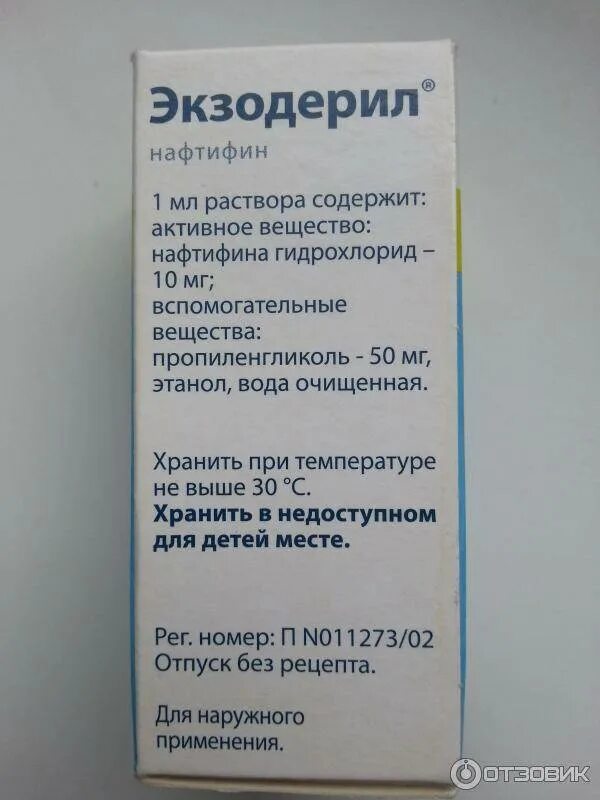 Экзодерил®
нафтифин
1 мл раствора содержит:
активное вещество:
нафтифина гидрохлорид –
10 мг;
вспомогательные
вещества:
пропиленгликоль - 50 мг,
этанол, вода очищенная.
Хранить при температуре
не выше 30 °С.
Хранить в недоступном
для детей месте.
Рег. номер: П N011273/02
Отпуск без рецепта.
Для наружного
применения.
ОТЗОВИК